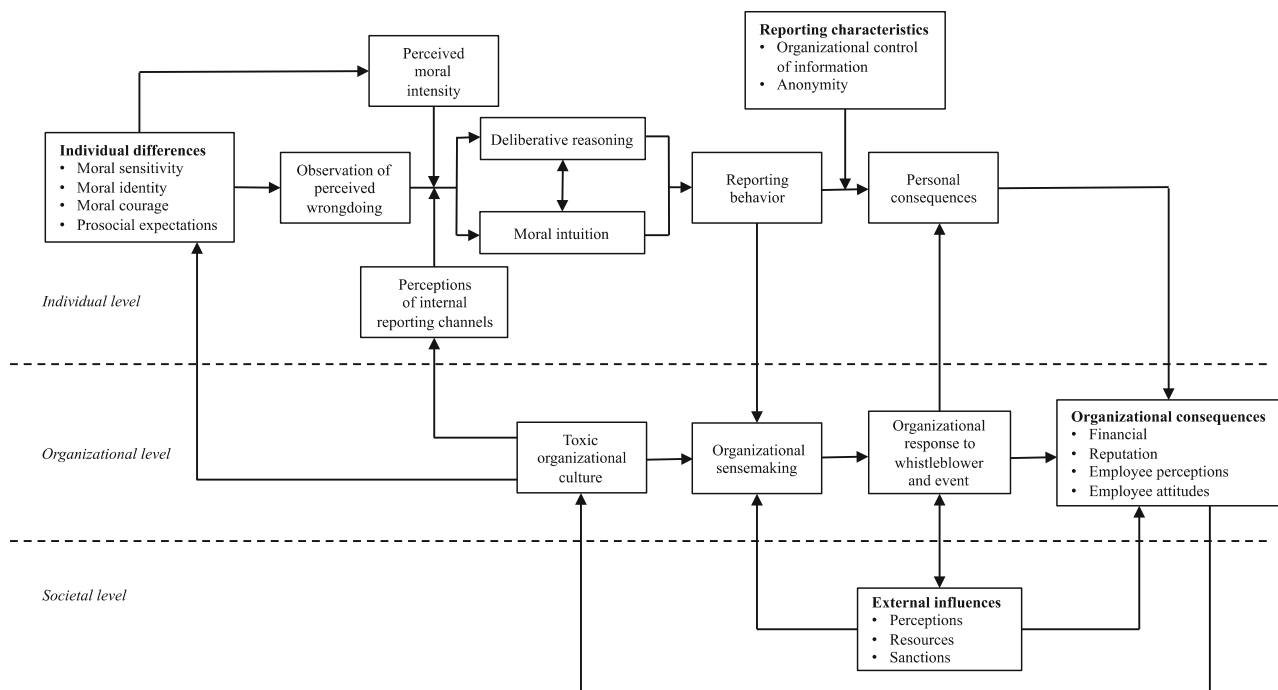 Reporting characteristics
• Organizational control
of information
• Anonymity
Perceived
moral
intensity
Individual differences
• Moral sensitivity
• Moral identity
• Moral courage
• Prosocial expectations
Observation of
perceived
wrongdoing
Deliberative reasoning
Moral intuition
Reporting
behavior
Personal
consequences
Perceptions
of internal
reporting channels
Individual level
Organizational level
Toxic
organizational
culture
Organizational
sensemaking
Organizational
response to
whistleblower
and event
Organizational consequences
• Financial
• Reputation
• Employee perceptions
• Employee attitudes
Societal level
External influences
• Perceptions
• Resources
• Sanctions